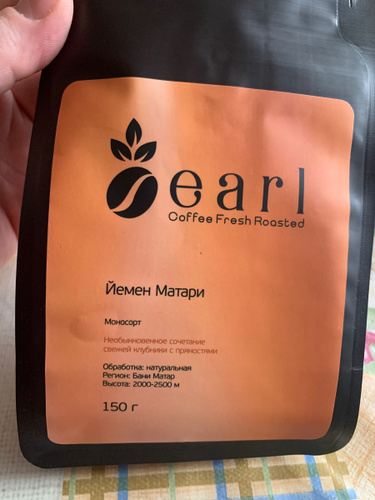 earl
Coffee Fresh Roasted
Йемен Матари
Моносорт
Необыкновенное сочетание
свежей клубники с пряностями
Обработка: натуральная
Регион: Бани Матар
Высота: 2000-2500 м
150 г